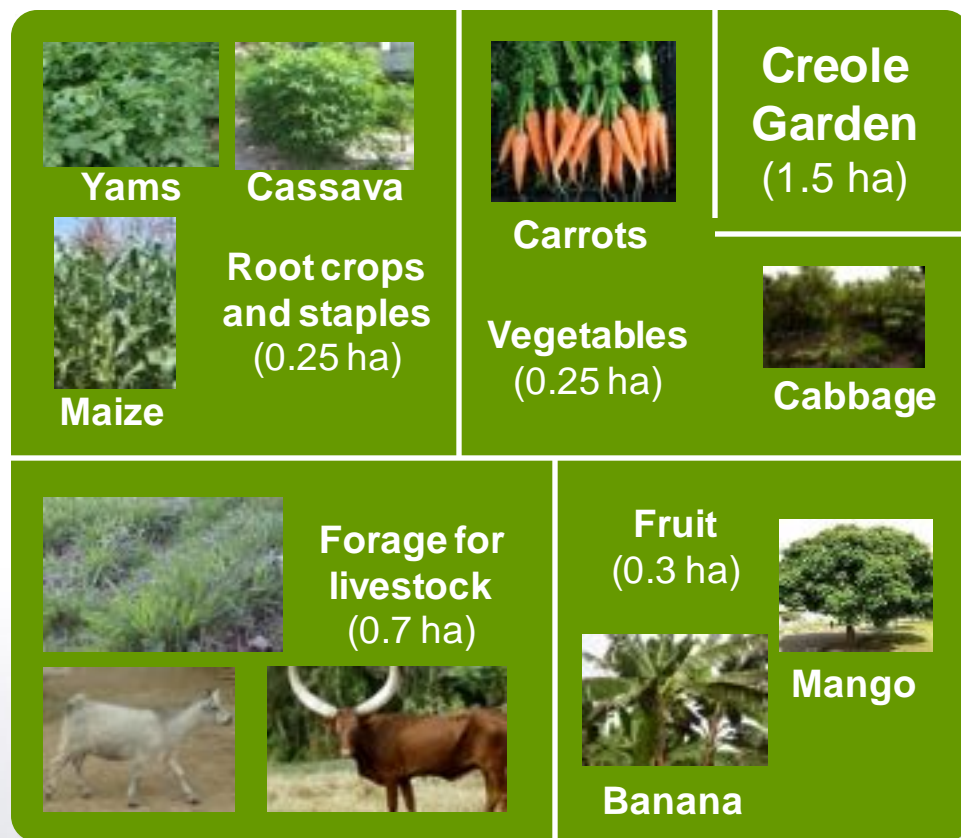 Yams
Cassava
Maize
Root crops
and staples
(0.25 ha)
Carrots
Vegetables
(0.25 ha)
Creole
Garden
(1.5 ha)
Cabbage
Forage for
livestock
(0.7 ha)
Fruit
(0.3 ha)
Mango
Banana